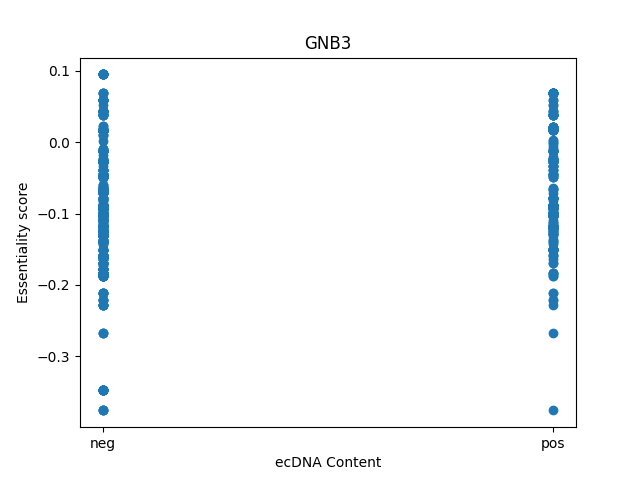 GNB3
Essentiality score
0.1
0.0
−0.1
−0.2
−0.3
neg
pos
ecDNA Content